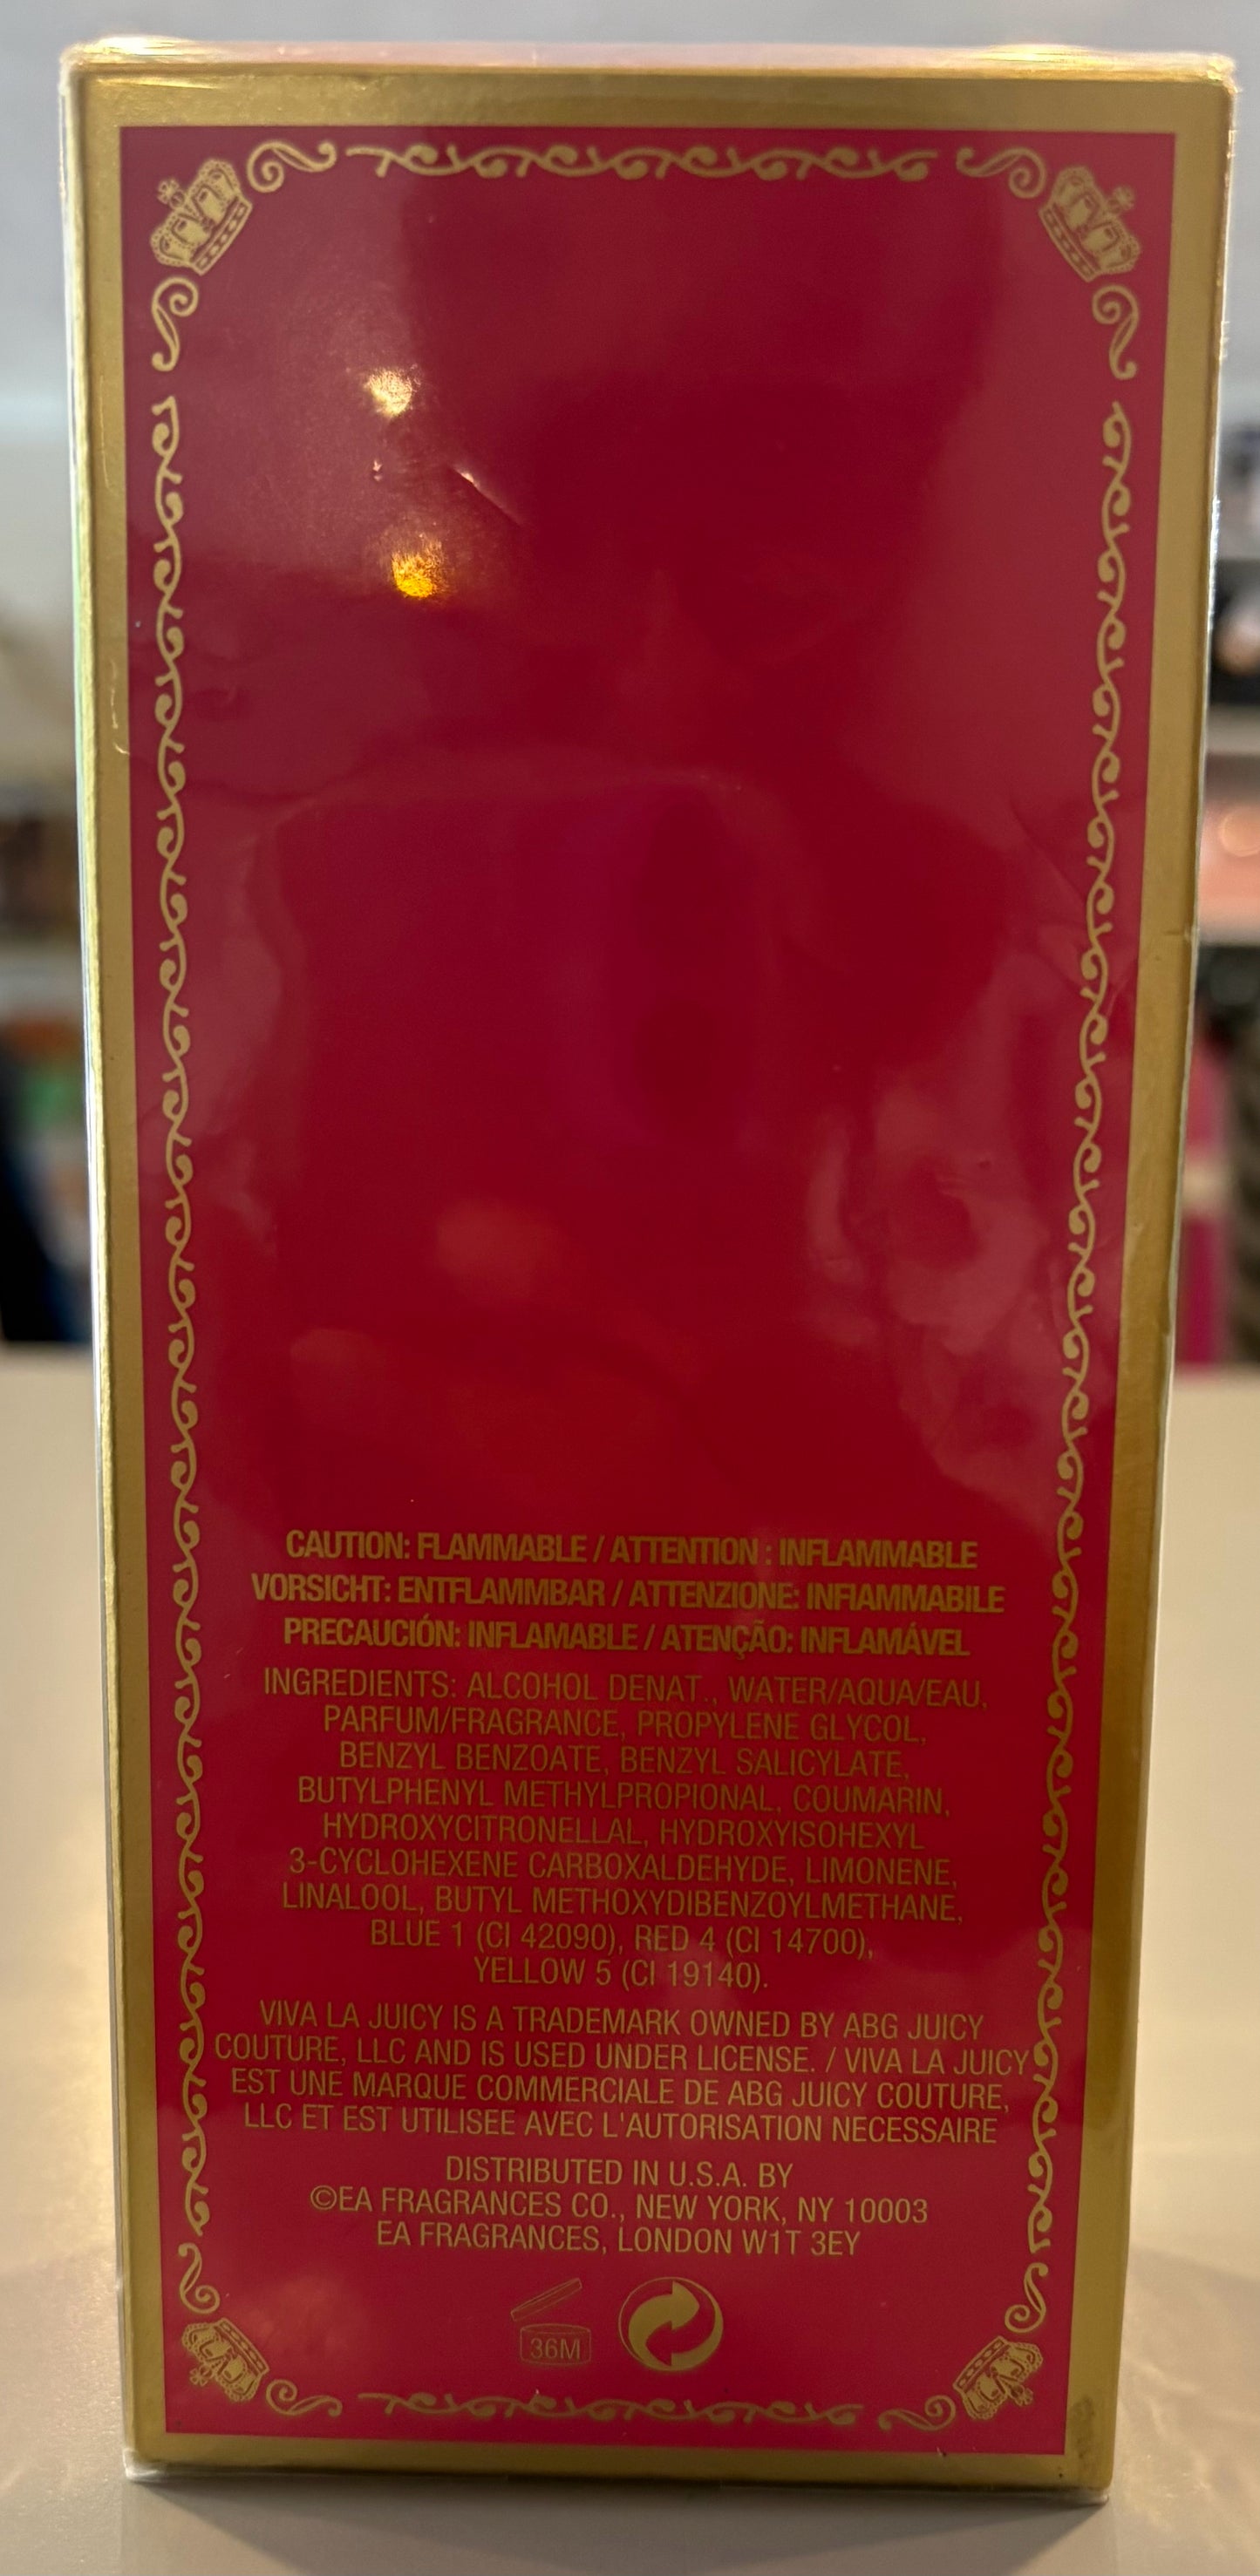 CAUTION: FLAMMABLE / ATTENTION : INFLAMMABLE
VORSICHT: ENTFLAMMBAR / ATTENZIONE: INFIAMMABILE
PRECAUCIÓN: INFLAMABLE / ATENÇÃO: INFLAMÁVEL
INGREDIENTS: ALCOHOL DENAT., WATER/AQUA/EAU,
PARFUM/FRAGRANCE, PROPYLENE GLYCOL,
BENZYL BENZOATE, BENZYL SALICYLATE,
BUTYLPHENYL METHYLPROPIONAL, COUMARIN,
HYDROXYCITRONELLAL, HYDROXYISOHEXYL
3-CYCLOHEXENE CARBOXALDEHYDE, LIMONENE,
LINALOOL, BUTYL METHOXYDIBENZOYLMETHANE,
BLUE 1 (CI 42090), RED 4 (CI 14700),
YELLOW 5 (CI 19140).
VIVA LA JUICY IS A TRADEMARK OWNED BY ABG JUICY
COUTURE, LLC AND IS USED UNDER LICENSE. / VIVA LA JUICY
EST UNE MARQUE COMMERCIALE DE ABG JUICY COUTURE,
LLC ET EST UTILISEE AVEC L'AUTORISATION NECESSAIRE
DISTRIBUTED IN U.S.A. BY
©EA FRAGRANCES CO., NEW YORK, NY 10003
EA FRAGRANCES, LONDON W1T 3EY
36M